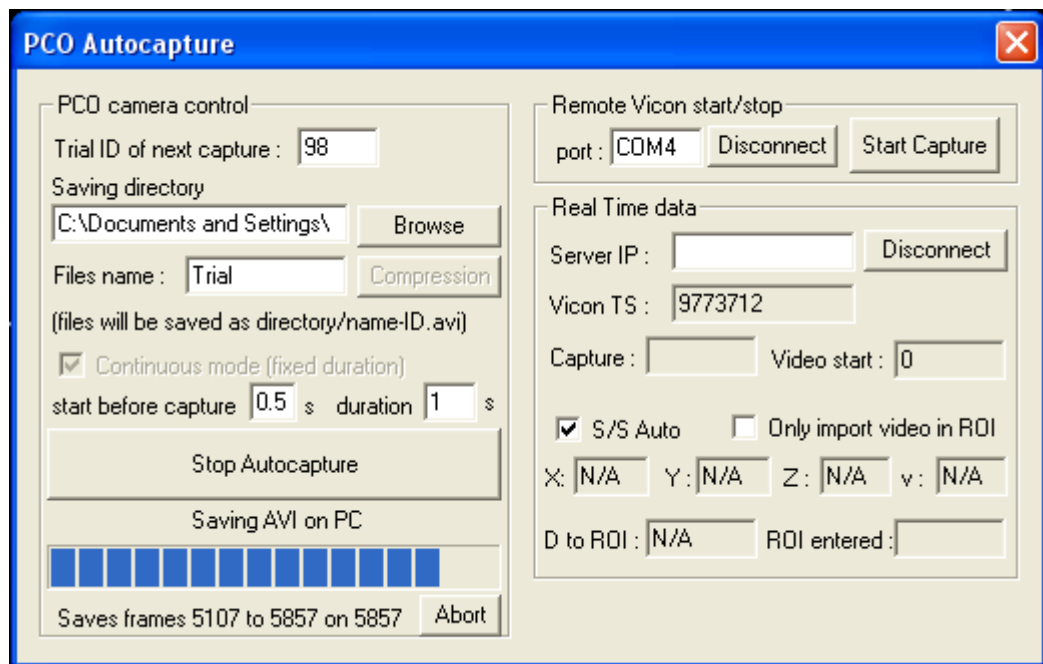 PCO Autocapture
PCO camera control
Trial ID of next capture : 98
Saving directory
C:\Documents and Settings\ Browse
Files name : Trial Compression
(files will be saved as directory/name-ID.avi)
Continuous mode (fixed duration)
start before capture 0.5 s duration 1 s
Stop Autocapture
Saving AVI on PC
Saves frames 5107 to 5857 on 5857 Abort
Remote Vicon start/stop
port : COM4 Disconnect Start Capture
Real Time data
Server IP : Disconnect
Vicon TS : 9773712
Capture : Video start : 0
S/S Auto Only import video in ROI
X: N/A Y : N/A Z : N/A v : N/A
D to ROI : N/A ROI entered :